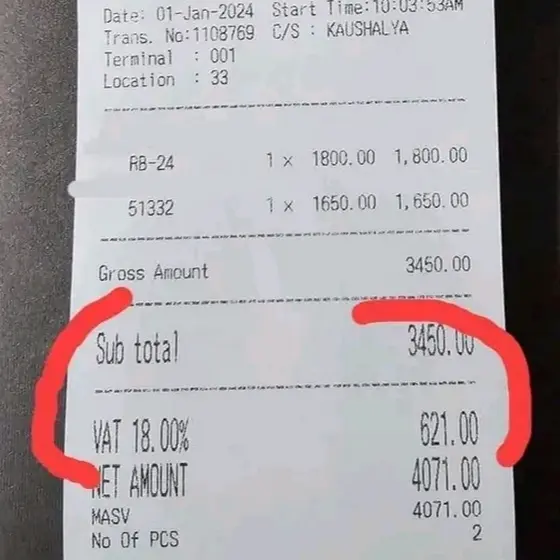 Date: 01-Jan-2024 Start Time:10:03:53AM
Trans. No:1108769 C/S : KAUSHALYA
Terminal : 001
Location : 33
RB-24 1 x 1800.00 1,800.00
51332 1 x 1650.00 1,650.00
Gross Amount 3450.00
Sub total 3450.00
VAT 18.00% 621.00
NET AMOUNT 4071.00
MASV 4071.00
No Of PCS 2